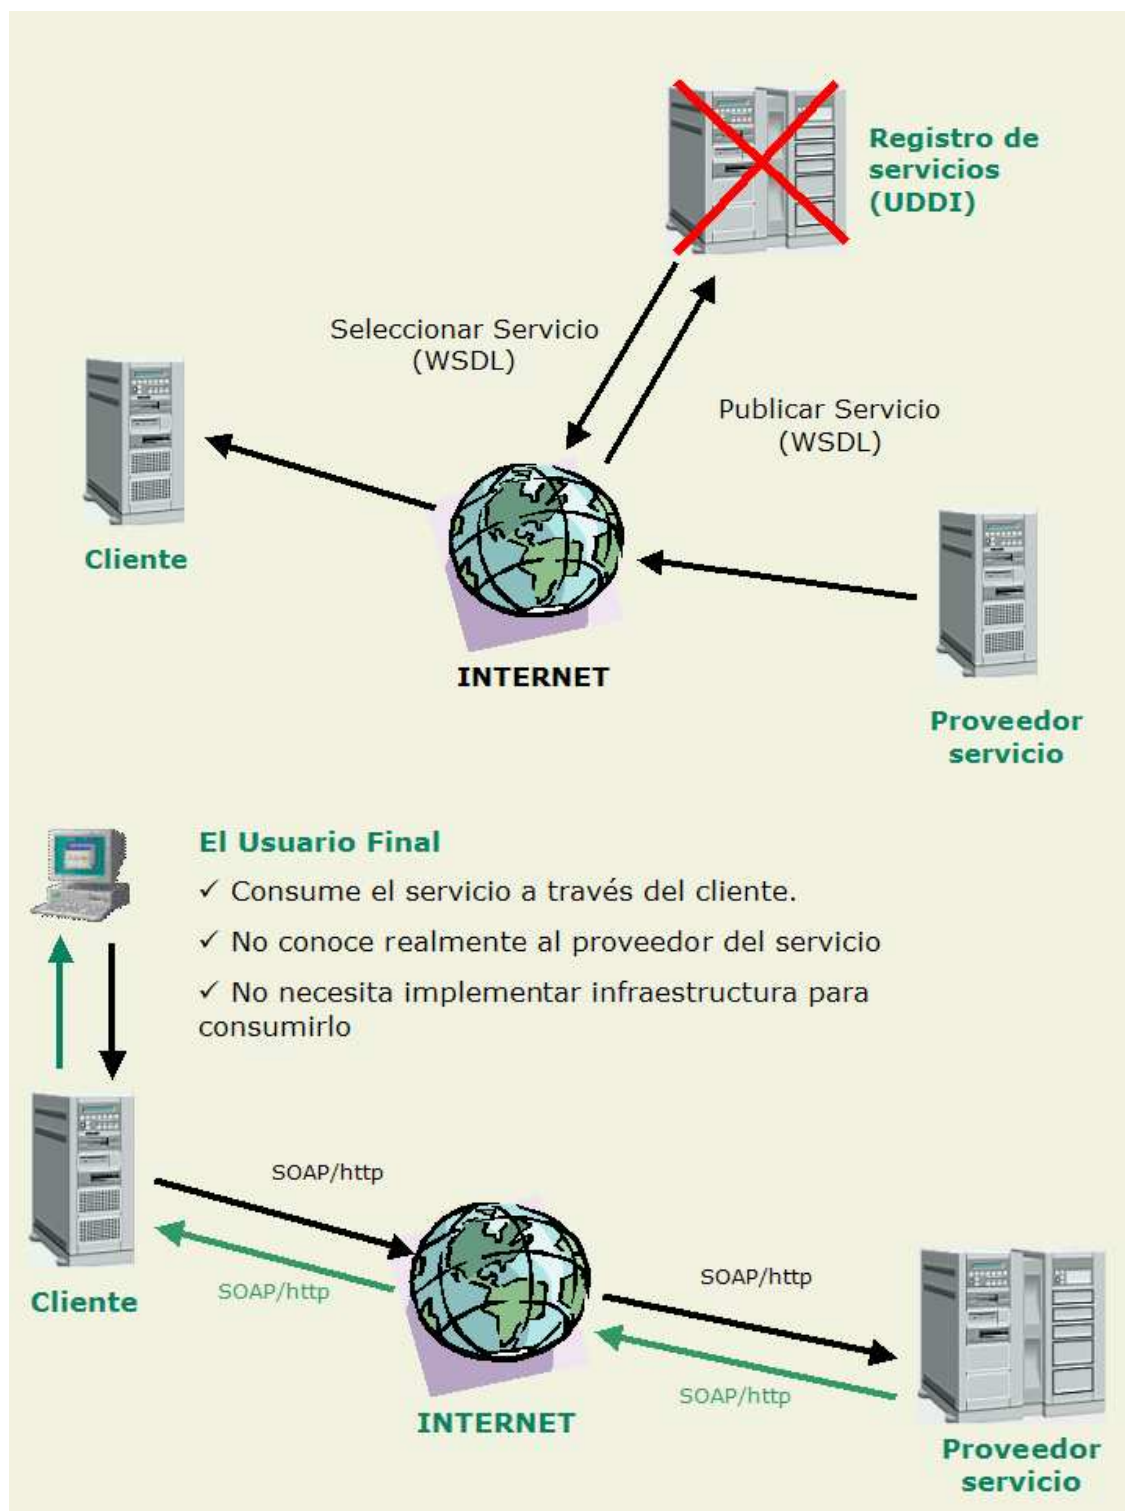 Registro de
servicios
(UDDI)
Seleccionar Servicio
(WSDL)
Publicar Servicio
(WSDL)
Cliente
INTERNET
Proveedor
servicio
El Usuario Final
✓ Consume el servicio a través del cliente.
✓ No conoce realmente al proveedor del servicio
✓ No necesita implementar infraestructura para
consumirlo
SOAP/http
SOAP/http
SOAP/http
SOAP/http
Cliente
INTERNET
Proveedor
servicio